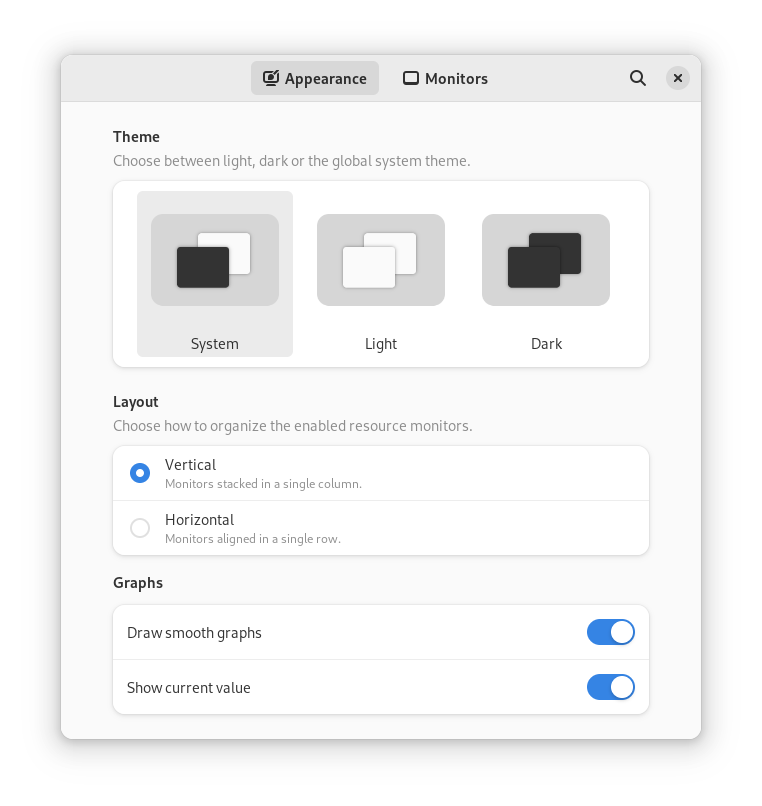 Appearance Monitors
Theme
Choose between light, dark or the global system theme.
System Light Dark
Layout
Choose how to organize the enabled resource monitors.
Vertical
Monitors stacked in a single column.
Horizontal
Monitors aligned in a single row.
Graphs
Draw smooth graphs
Show current value